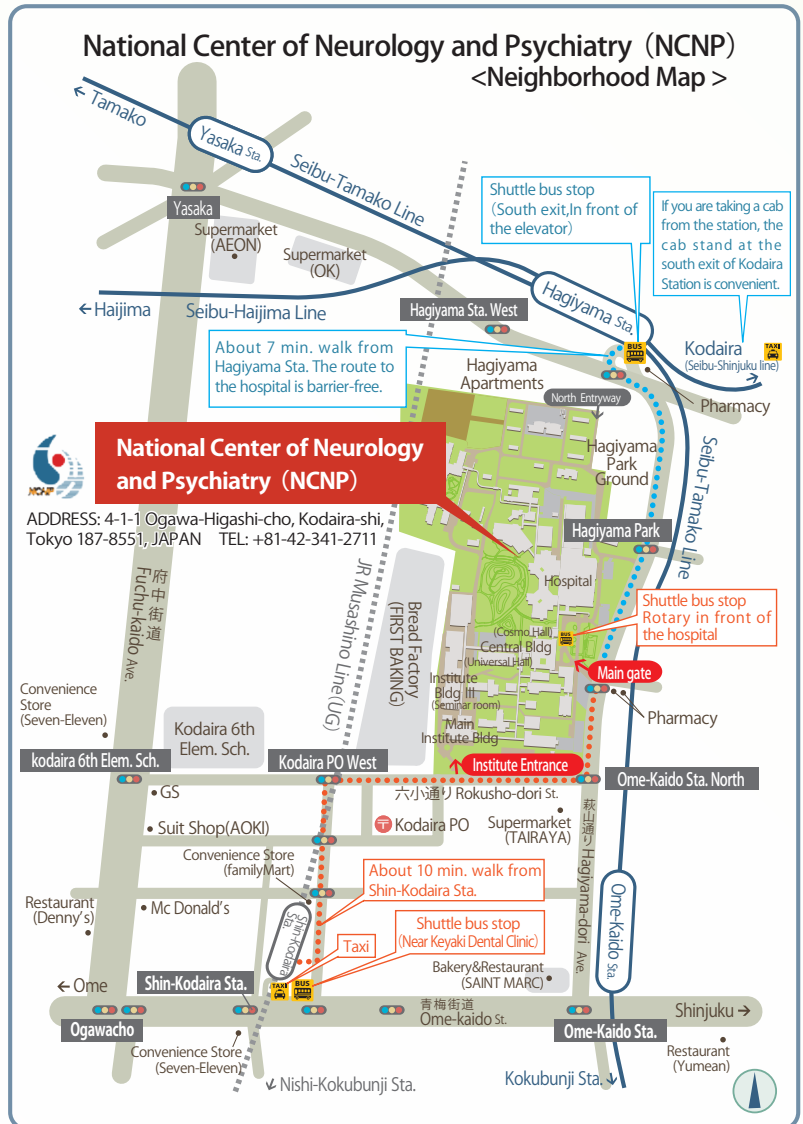 National Center of Neurology and Psychiatry (NCNP)
<Neighborhood Map >
← Tamako
Yasaka Sta.
Seibu-Tamako Line
Yasaka
Supermarket
(AEON)
Supermarket
(OK)
Shuttle bus stop
(South exit,In front of
the elevator)
If you are taking a cab
from the station, the
cab stand at the
south exit of Kodaira
Station is convenient.
← Haijima
Seibu-Haijima Line
Hagiyama Sta. West
Hagiyama Sta.
BUS
Kodaira
(Seibu-Shinjuku line)
TAXI
About 7 min. walk from
Hagiyama Sta. The route to
the hospital is barrier-free.
Hagiyama
Apartments
North Entryway
Pharmacy
Hagiyama
Park
Ground
Seibu-Tamako Line
NCNP
National Center of Neurology
and Psychiatry (NCNP)
ADDRESS: 4-1-1 Ogawa-Higashi-cho, Kodaira-shi,
Tokyo 187-8551, JAPAN TEL: +81-42-341-2711
Hagiyama Park
府中街道
Fuchu-kaido Ave.
JR Musashino Line(UG)
Bread Factory
(FIRST BAKING)
Hospital
Shuttle bus stop
Rotary in front of
the hospital
BUS
(Cosmo Hall)
Central Bldg
(Universal Hall)
Main gate
Institute
Bldg III
(Seminar room)
Main
Institute Bldg
Pharmacy
Convenience
Store
(Seven-Eleven)
Kodaira 6th
Elem. Sch.
kodaira 6th Elem. Sch.
Kodaira PO West
Institute Entrance
Ome-Kaido Sta. North
GS
六小通り Rokusho-dori St.
Suit Shop(AOKI)
〒 Kodaira PO
Supermarket
(TAIRAYA)
萩山通り Hagiyama-dori Ave.
Convenience Store
(familyMart)
About 10 min. walk from
Shin-Kodaira Sta.
Restaurant
(Denny's)
Mc Donald's
Shin-Kodaira
Sta.
Taxi
Shuttle bus stop
(Near Keyaki Dental Clinic)
Ome-Kaido Sta.
← Ome
Shin-Kodaira Sta.
TAXI
BUS
Bakery&Restaurant
(SAINT MARC)
Ogawacho
青梅街道
Ome-kaido St.
Shinjuku →
Ome-Kaido Sta.
Convenience Store
(Seven-Eleven)
Restaurant
(Yumean)
↙ Nishi-Kokubunji Sta.
Kokubunji Sta. ↓